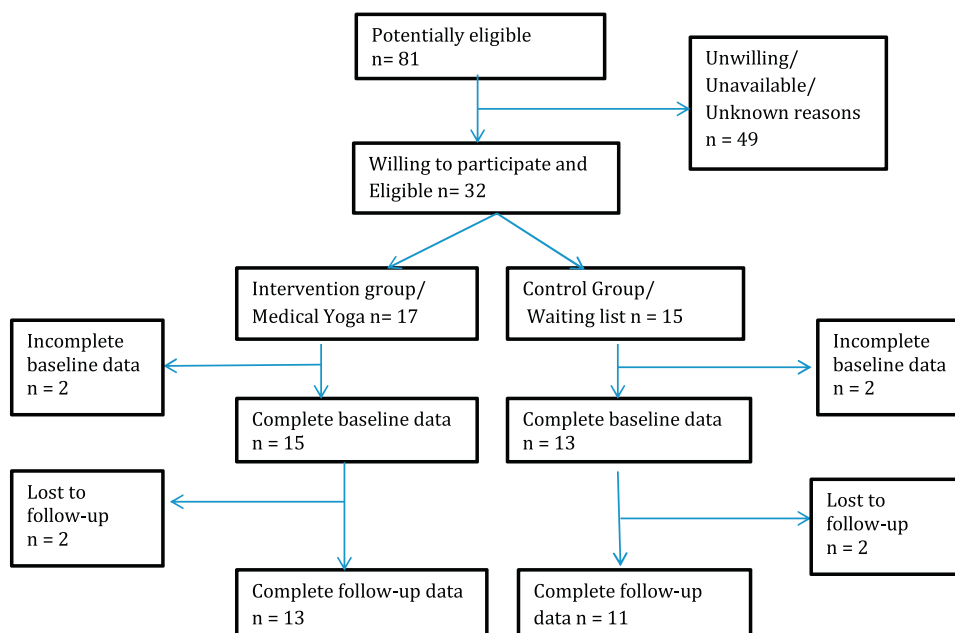 Potentially eligible
n= 81
Unwilling/
Unavailable/
Unknown reasons
n = 49
Willing to participate and
Eligible n= 32
Intervention group/
Medical Yoga n= 17
Control Group/
Waiting list n = 15
Incomplete
baseline data
n = 2
Incomplete
baseline data
n = 2
Complete baseline data
n = 15
Complete baseline data
n = 13
Lost to
follow-up
n = 2
Lost to
follow-up
n = 2
Complete follow-up data
n = 13
Complete follow-up
data n = 11